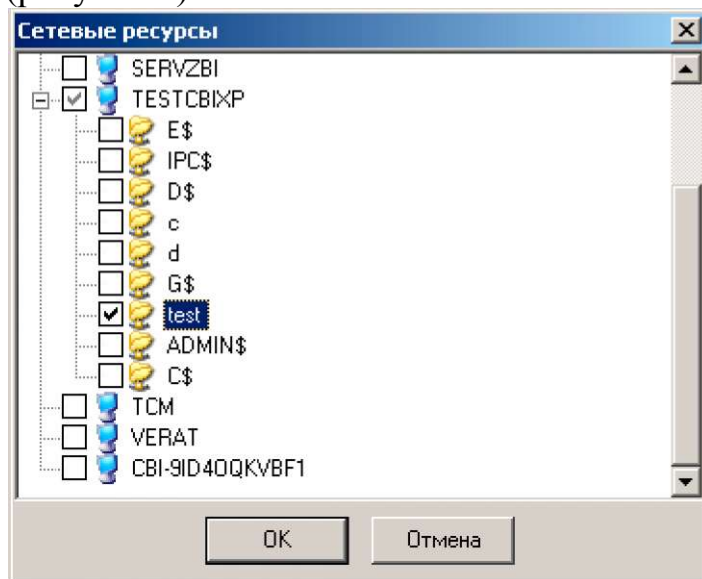 Сетевые ресурсы
SERVZBI
TESTCBIXP
E$
IPC$
D$
c
d
G$
test
ADMIN$
C$
TCM
VERAT
CBI-9ID4OQKVBF1
OK
Отмена